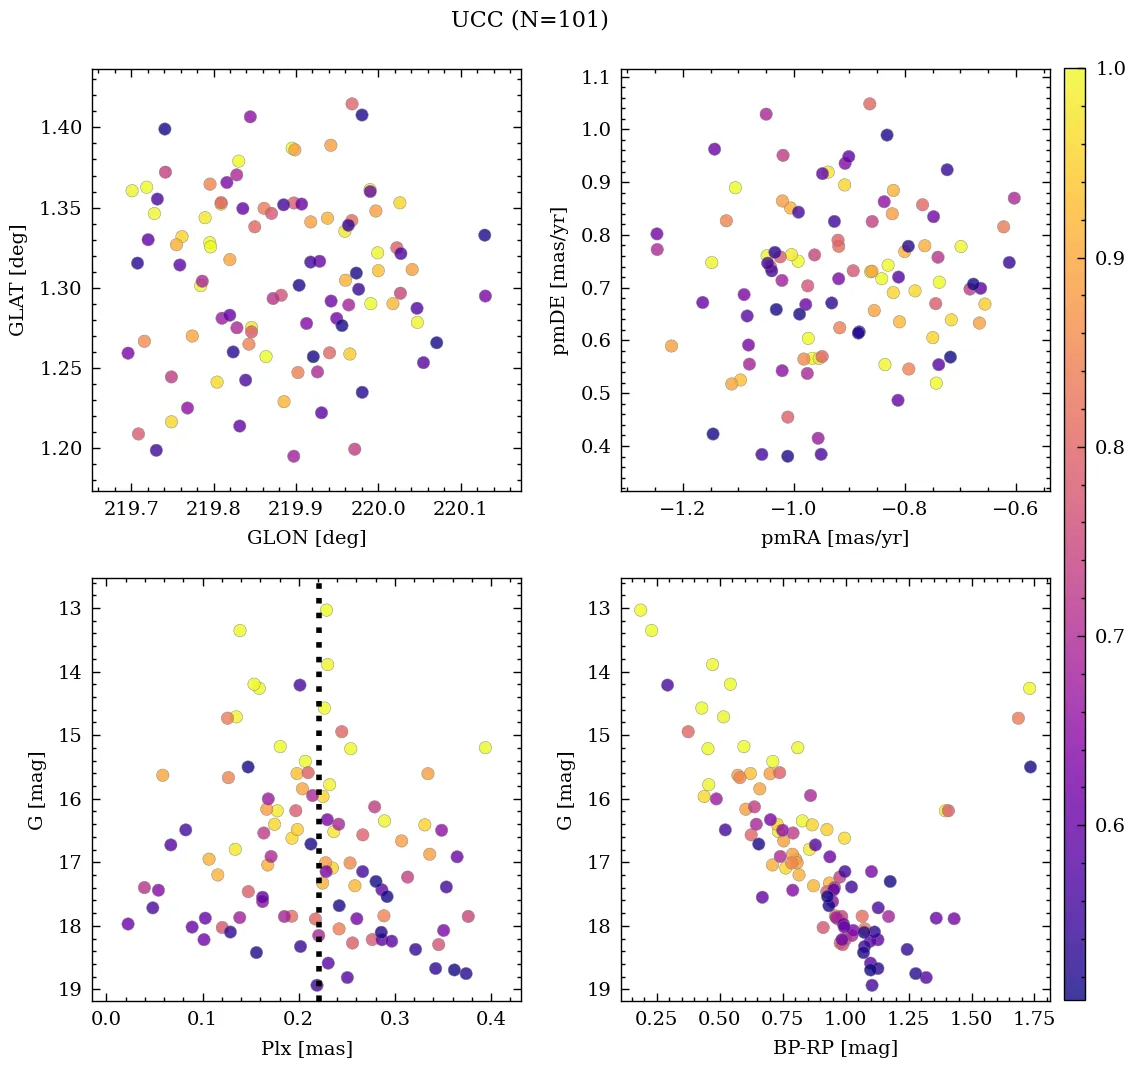 UCC (N=101)
1.40
1.35
1.30
1.25
1.20
GLAT [deg]
219.7 219.8 219.9 220.0 220.1
GLON [deg]
1.1
1.0
0.9
0.8
0.7
0.6
0.5
0.4
pmDE [mas/yr]
−1.2 −1.0 −0.8 −0.6
pmRA [mas/yr]
13
14
15
16
17
18
19
G [mag]
0.0 0.1 0.2 0.3 0.4
Plx [mas]
13
14
15
16
17
18
19
G [mag]
0.25 0.50 0.75 1.00 1.25 1.50 1.75
BP-RP [mag]
1.0
0.9
0.8
0.7
0.6